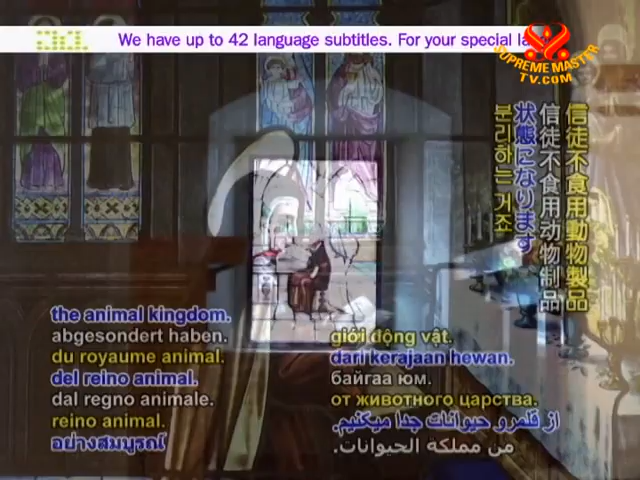 We have up to 42 language subtitles. For your special la
SUPREME MASTER
TV.COM
信徒不食用動物製品
信徒不食用动物制品
状態になります
분리하는 거죠
the animal kingdom.
abgesondert haben.
du royaume animal.
del reino animal.
dal regno animale.
reino animal.
อย่างสมบูรณ์
giới động vật.
dari kerajaan hewan.
байгаа юм.
от животного царства.
از قلمرو حیوانات جدا میکنیم.
من مملكة الحيوانات.